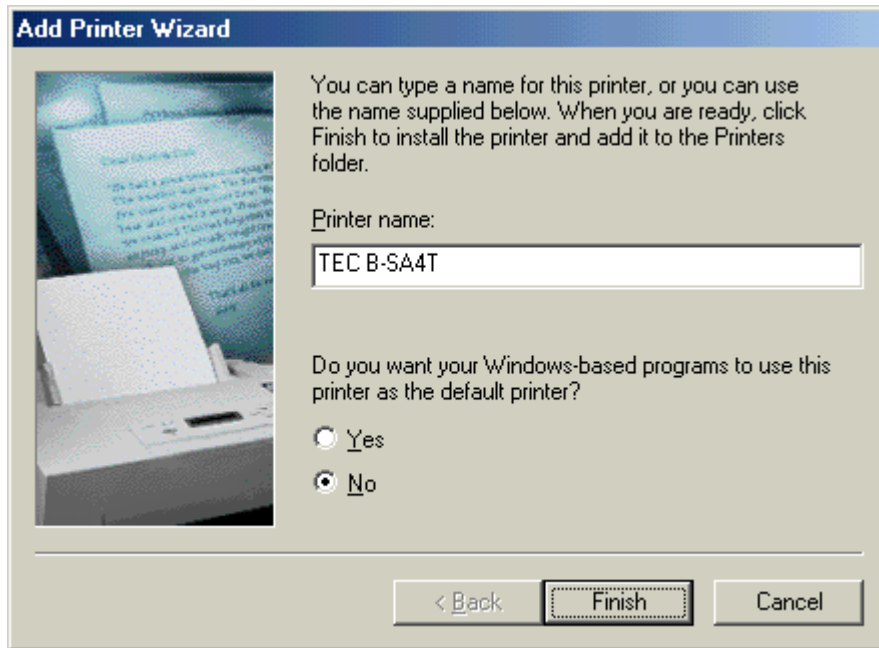 Add Printer Wizard
You can type a name for this printer, or you can use
the name supplied below. When you are ready, click
Finish to install the printer and add it to the Printers
folder.
Printer name:
TEC B-SA4T
Do you want your Windows-based programs to use this
printer as the default printer?
Yes
No
< Back
Finish
Cancel